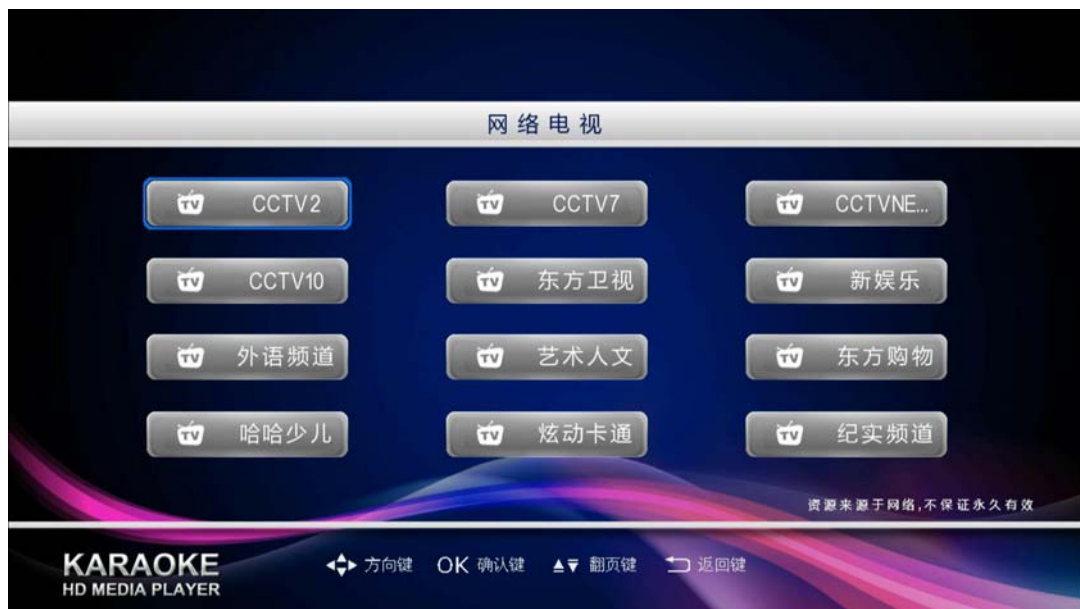 网络电视
CCTV2 CCTV7 CCTVNE...
CCTV10 东方卫视 新娱乐
外语频道 艺术人文 东方购物
哈哈少儿 炫动卡通 纪实频道
资源来源于网络,不保证永久有效
KARAOKE 方向键 OK 确认键 翻页键 返回键
HD MEDIA PLAYER